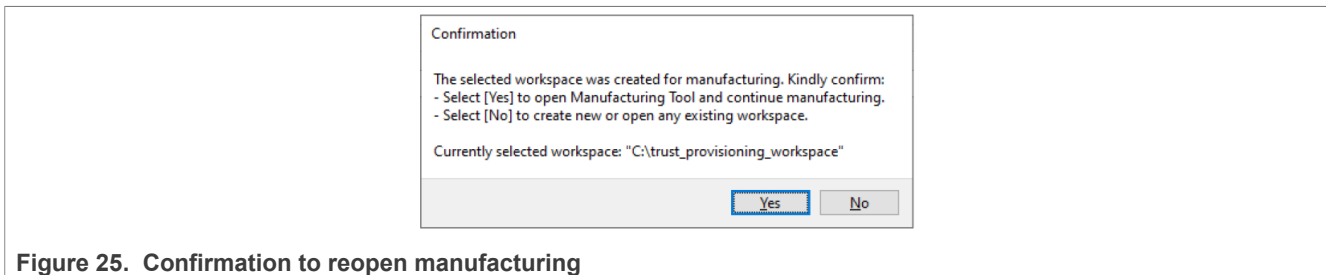 Confirmation
The selected workspace was created for manufacturing. Kindly confirm:
- Select [Yes] to open Manufacturing Tool and continue manufacturing.
- Select [No] to create new or open any existing workspace.
Currently selected workspace: "C:\trust_provisioning_workspace"
Yes No
Figure 25. Confirmation to reopen manufacturing